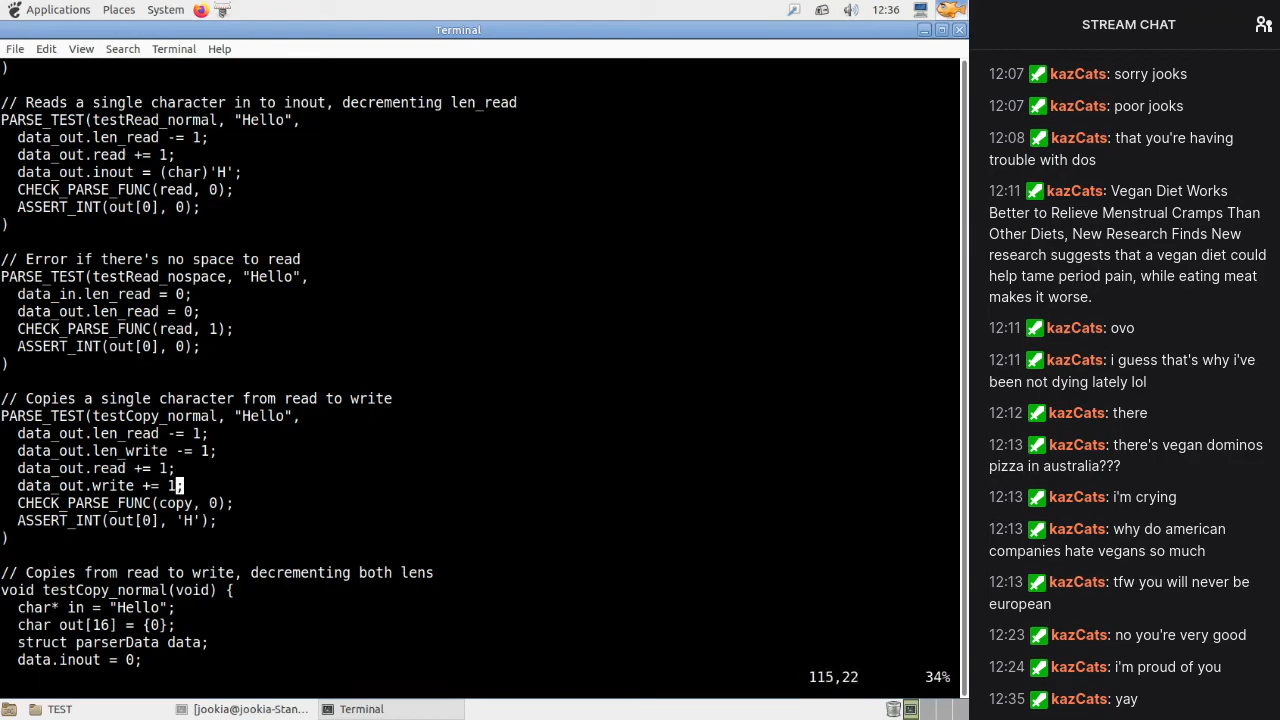 Applications Places System 12:36
Terminal
File Edit View Search Terminal Help
)
// Reads a single character in to inout, decrementing len_read
PARSE_TEST(testRead_normal, "Hello",
  data_out.len_read -= 1;
  data_out.read += 1;
  data_out.inout = (char)'H';
  CHECK_PARSE_FUNC(read, 0);
  ASSERT_INT(out[0], 0);
)
// Error if there's no space to read
PARSE_TEST(testRead_nospace, "Hello",
  data_in.len_read = 0;
  data_out.len_read = 0;
  CHECK_PARSE_FUNC(read, 1);
  ASSERT_INT(out[0], 0);
)
// Copies a single character from read to write
PARSE_TEST(testCopy_normal, "Hello",
  data_out.len_read -= 1;
  data_out.len_write -= 1;
  data_out.read += 1;
  data_out.write += 1;
  CHECK_PARSE_FUNC(copy, 0);
  ASSERT_INT(out[0], 'H');
)
// Copies from read to write, decrementing both lens
void testCopy_normal(void) {
  char* in = "Hello";
  char out[16] = {0};
  struct parserData data;
  data.inout = 0;
115,22 34%
TEST [jookia@jookia-Stan... Terminal
STREAM CHAT
12:07 kazCats: sorry jooks
12:07 kazCats: poor jooks
12:08 kazCats: that you're having
trouble with dos
12:11 kazCats: Vegan Diet Works
Better to Relieve Menstrual Cramps Than
Other Diets, New Research Finds New
research suggests that a vegan diet could
help tame period pain, while eating meat
makes it worse.
12:11 kazCats: ovo
12:11 kazCats: i guess that's why i've
been not dying lately lol
12:12 kazCats: there
12:13 kazCats: there's vegan dominos
pizza in australia???
12:13 kazCats: i'm crying
12:13 kazCats: why do american
companies hate vegans so much
12:13 kazCats: tfw you will never be
european
12:23 kazCats: no you're very good
12:24 kazCats: i'm proud of you
12:35 kazCats: yay